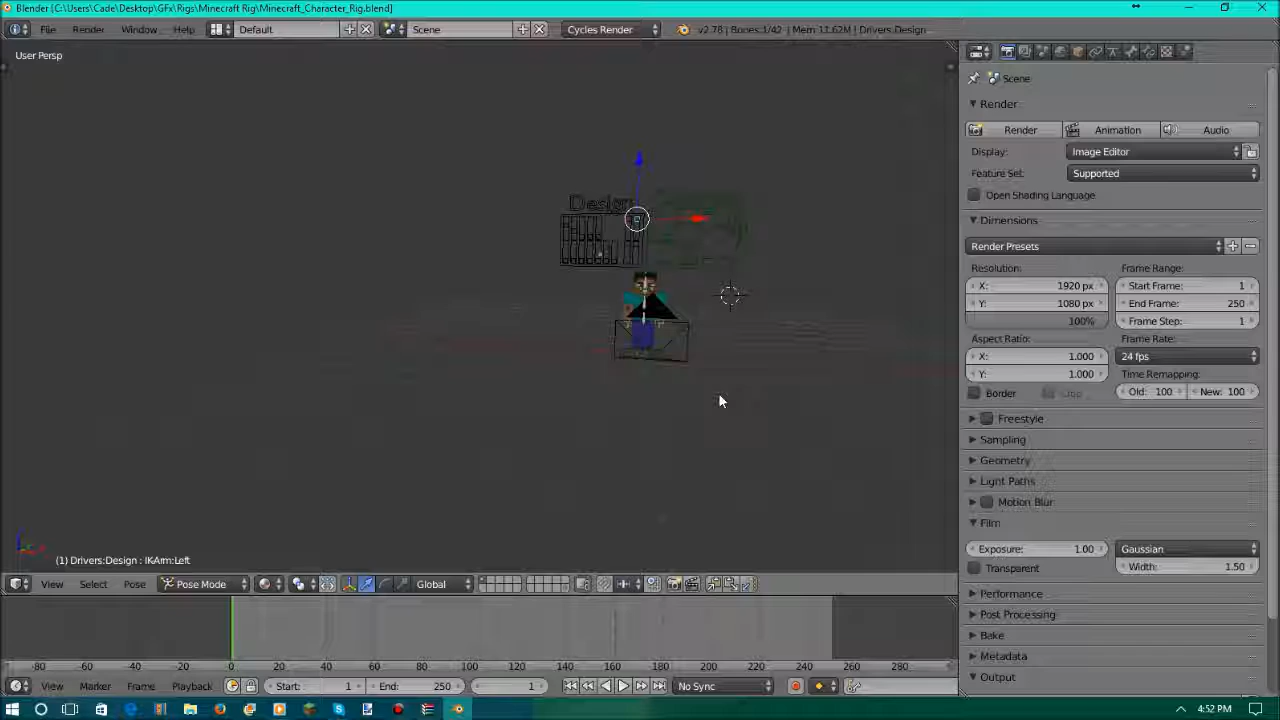 Blender [C:\Users\Cade\Desktop\GFx\Rigs\Minecraft Rig\Minecraft_Character_Rig.blend]
File Render Window Help Default Scene Cycles Render v2.78 | Bones:1/42 | Mem:11.62M | Drivers:Design
User Persp
Scene
Render
Render Animation Audio
Display: Image Editor
Feature Set: Supported
Open Shading Language
Dimensions
Render Presets
Resolution: Frame Range:
X: 1920 px Start Frame: 1
Y: 1080 px End Frame: 250
100% Frame Step: 1
Aspect Ratio: Frame Rate:
X: 1.000 24 fps
Y: 1.000 Time Remapping:
Border Crop Old: 100 New: 100
Freestyle
Sampling
Geometry
Light Paths
Motion Blur
Film
Exposure: 1.00 Gaussian
Transparent Width: 1.50
Performance
Post Processing
Bake
Metadata
Output
Design
(1) Drivers:Design : IKArm:Left
View Select Pose Pose Mode Global
-80 -60 -40 -20 0 20 40 60 80 100 120 140 160 180 200 220 240 260 280
View Marker Frame Playback Start: 1 End: 250 1 No Sync
4:52 PM